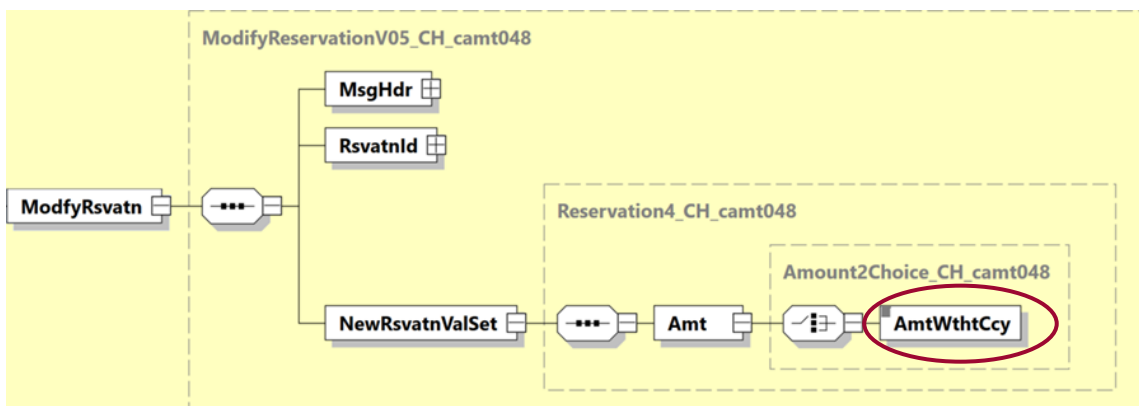 ModifyReservationV05_CH_camt048
MsgHdr
RsvatnId
ModfyRsvatn
Reservation4_CH_camt048
Amount2Choice_CH_camt048
NewRsvatnValSet
Amt
AmtWthtCcy